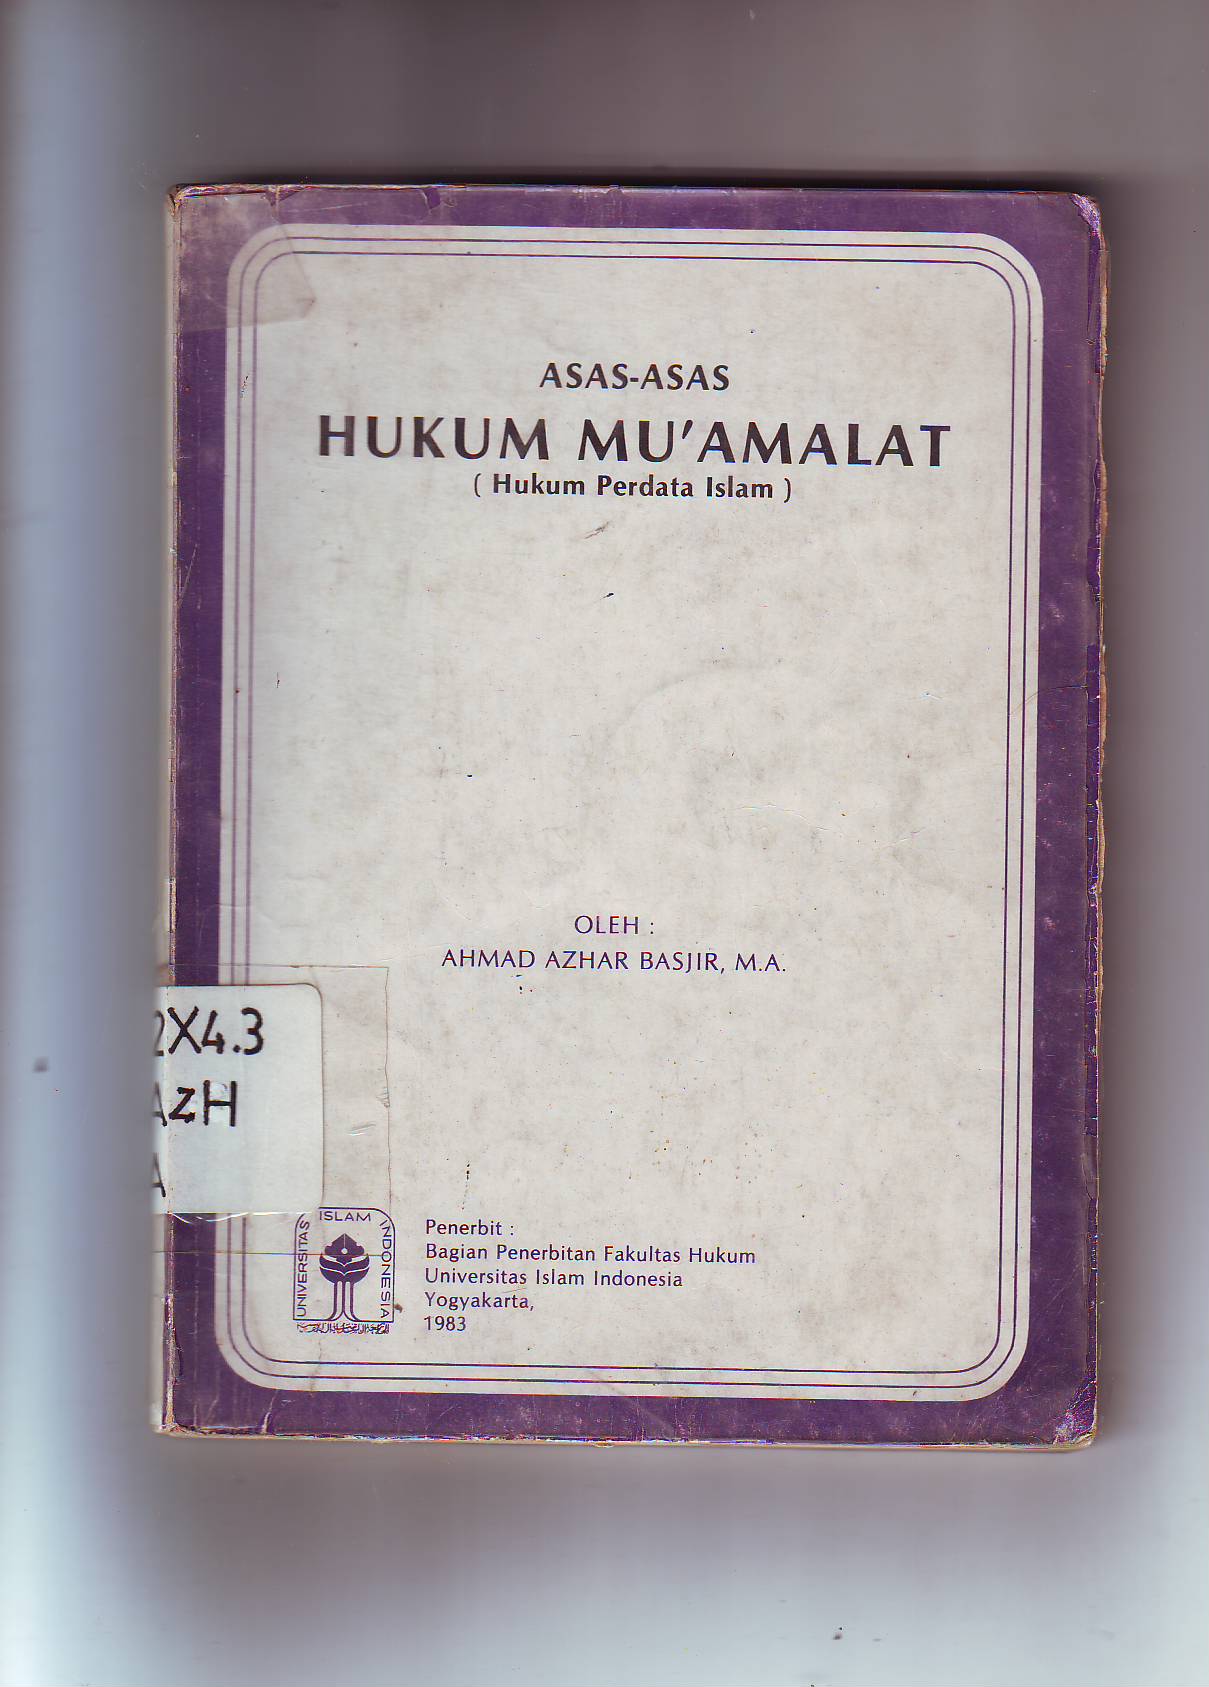 ASAS-ASAS
HUKUM MU'AMALAT
( Hukum Perdata Islam )
OLEH :
AHMAD AZHAR BASJIR, M.A.
2X4.3
AZH
A
UNIVERSITAS ISLAM INDONESIA
Penerbit :
Bagian Penerbitan Fakultas Hukum
Universitas Islam Indonesia
Yogyakarta,
1983